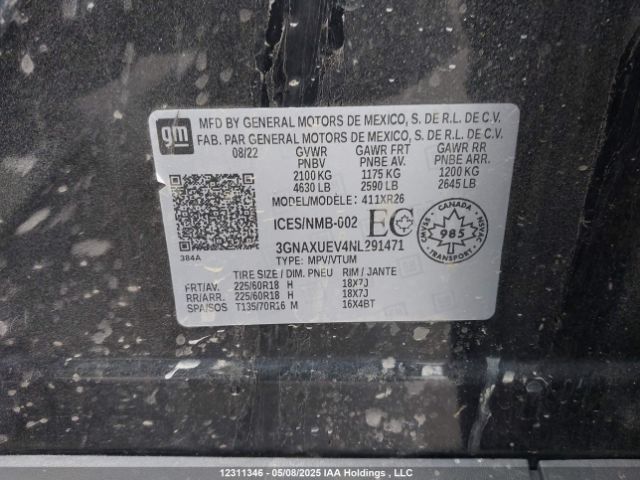 gm
MFD BY GENERAL MOTORS DE MEXICO, S. DE R.L. DE C.V.
FAB. PAR GENERAL MOTORS DE MEXICO, S. DE R.L. DE C.V.
08/22 GVWR GAWR FRT GAWR RR
PNBV PNBE AV. PNBE ARR.
2100 KG 1175 KG 1200 KG
4630 LB 2590 LB 2645 LB
MODEL/MODÈLE: 411XR26
ICES/NMB-002 EC
CANADA
CMVSS 985 NSVAC
TRANSPORT
3GNAXUEV4NL291471
384A
TYPE: MPV/VTUM
TIRE SIZE / DIM. PNEU RIM / JANTE
FRT/AV. 225/60R18 H 18X7J
RR/ARR. 225/60R18 H 18X7J
SPA/SOS T135/70R16 M 16X4BT
12311346 - 05/08/2025 IAA Holdings , LLC